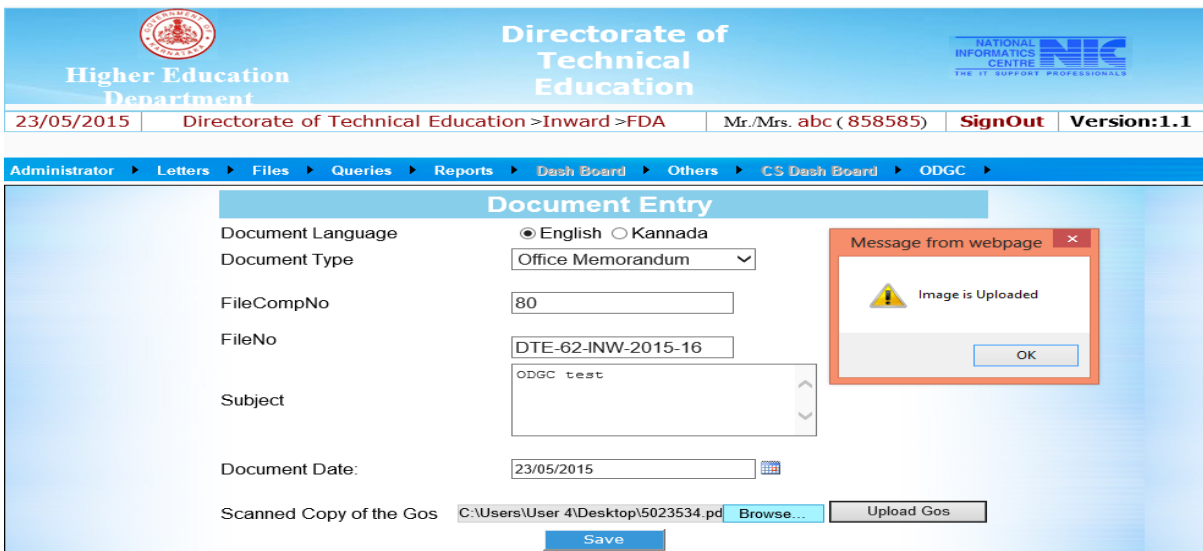 GOVERNMENT OF
KARNATAKA
Higher Education
Department
Directorate of
Technical
Education
NATIONAL
INFORMATICS
CENTRE
NIC
THE IT SUPPORT PROFESSIONALS
23/05/2015 Directorate of Technical Education >Inward >FDA Mr./Mrs. abc ( 858585) SignOut Version:1.1
Administrator Letters Files Queries Reports Dash Board Others CS Dash Board ODGC
Document Entry
Document Language English Kannada
Document Type Office Memorandum
FileCompNo 80
FileNo DTE-62-INW-2015-16
Subject ODGC test
Document Date: 23/05/2015
Scanned Copy of the Gos C:\Users\User 4\Desktop\5023534.pd Browse... Upload Gos
Save
Message from webpage ×
Image is Uploaded
OK